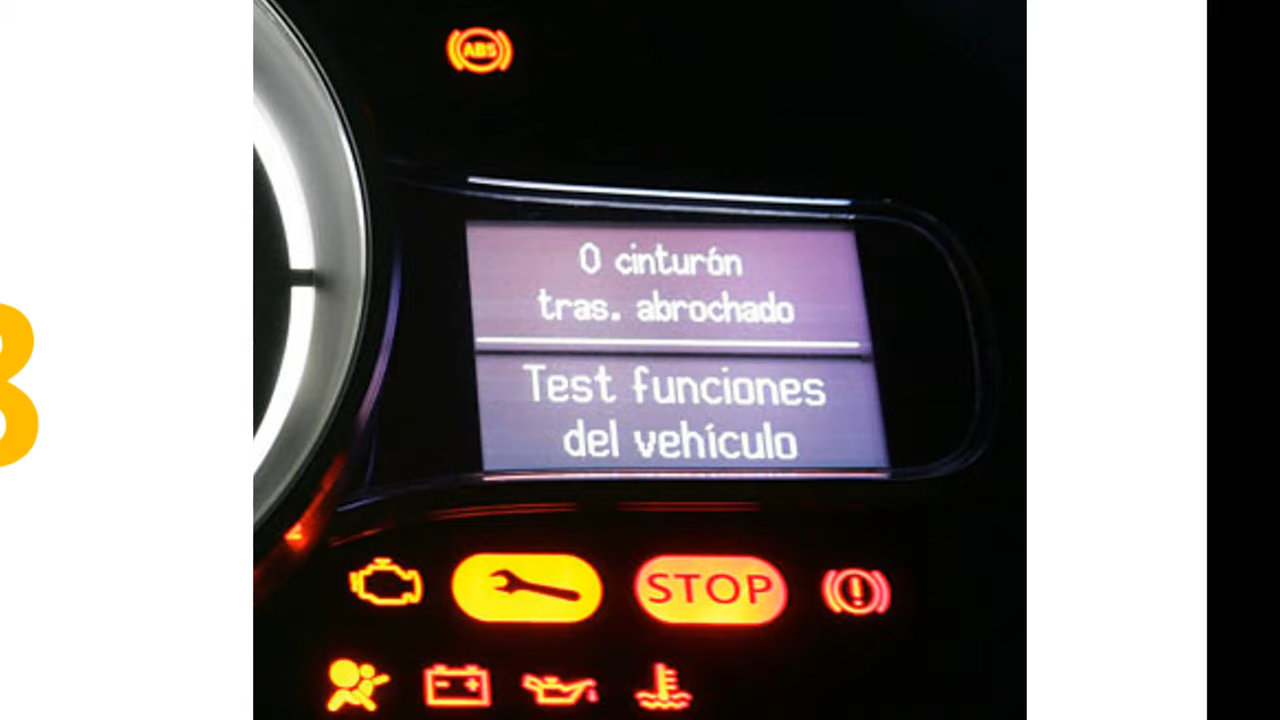 ABS
0 cinturón
tras. abrochado
Test funciones
del vehículo
STOP